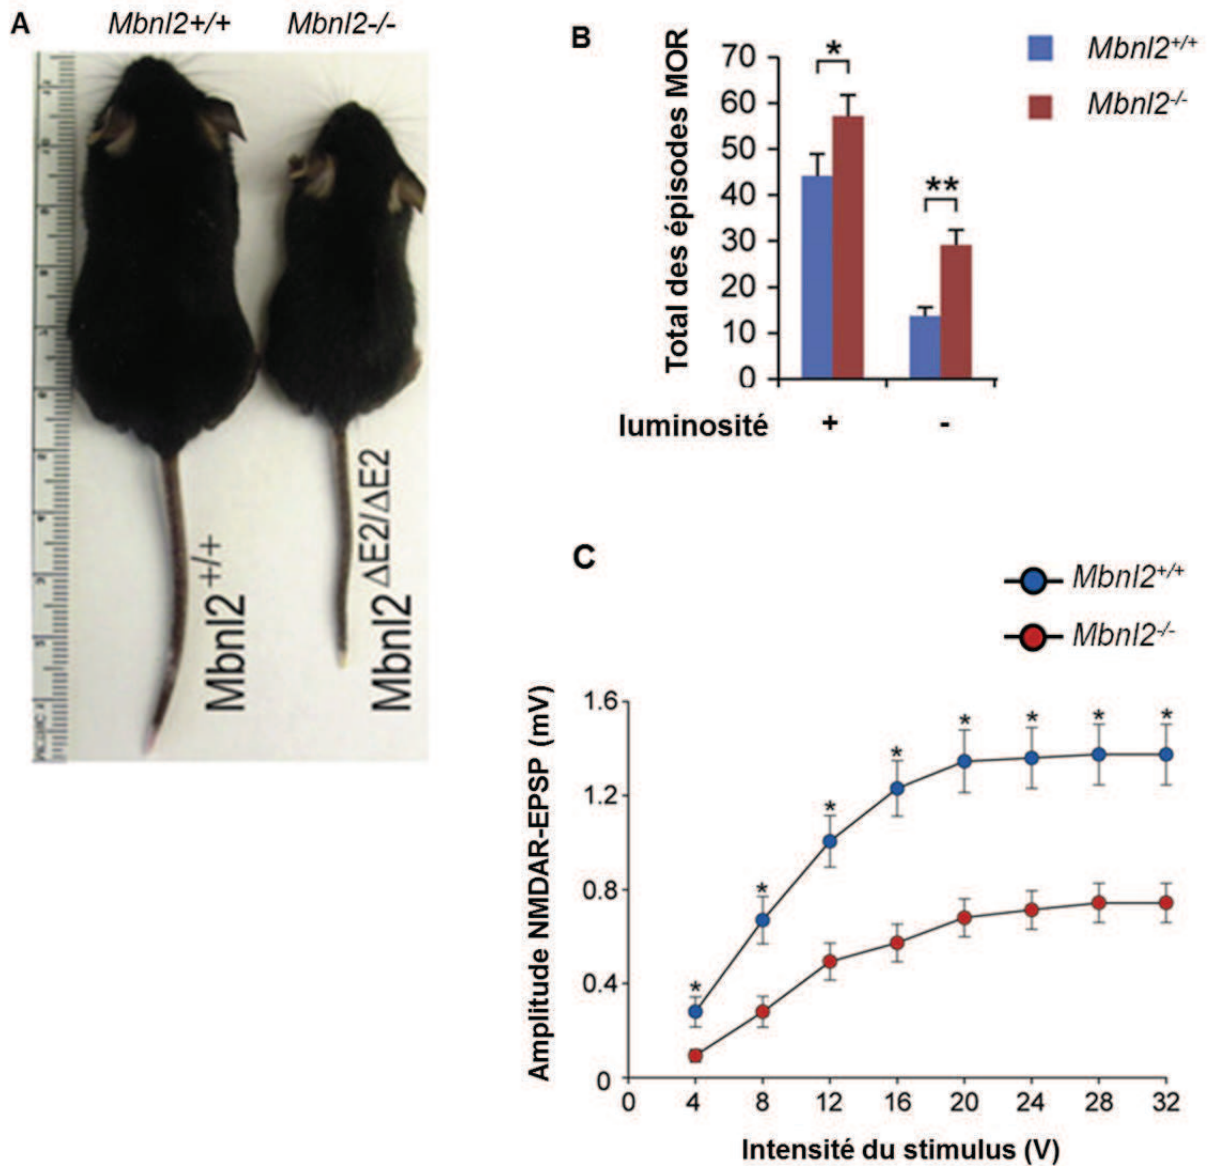 A
Mbnl2+/+
Mbnl2-/-
Mbnl2+/+
Mbnl2ΔE2/ΔE2
B
Mbnl2+/+
Mbnl2-/-
Total des épisodes MOR
70
60
50
40
30
20
10
0
*
**
luminosité
+
-
C
Mbnl2+/+
Mbnl2-/-
Amplitude NMDAR-EPSP (mV)
1.6
1.2
0.8
0.4
0
* * * * * * * *
0 4 8 12 16 20 24 28 32
Intensité du stimulus (V)